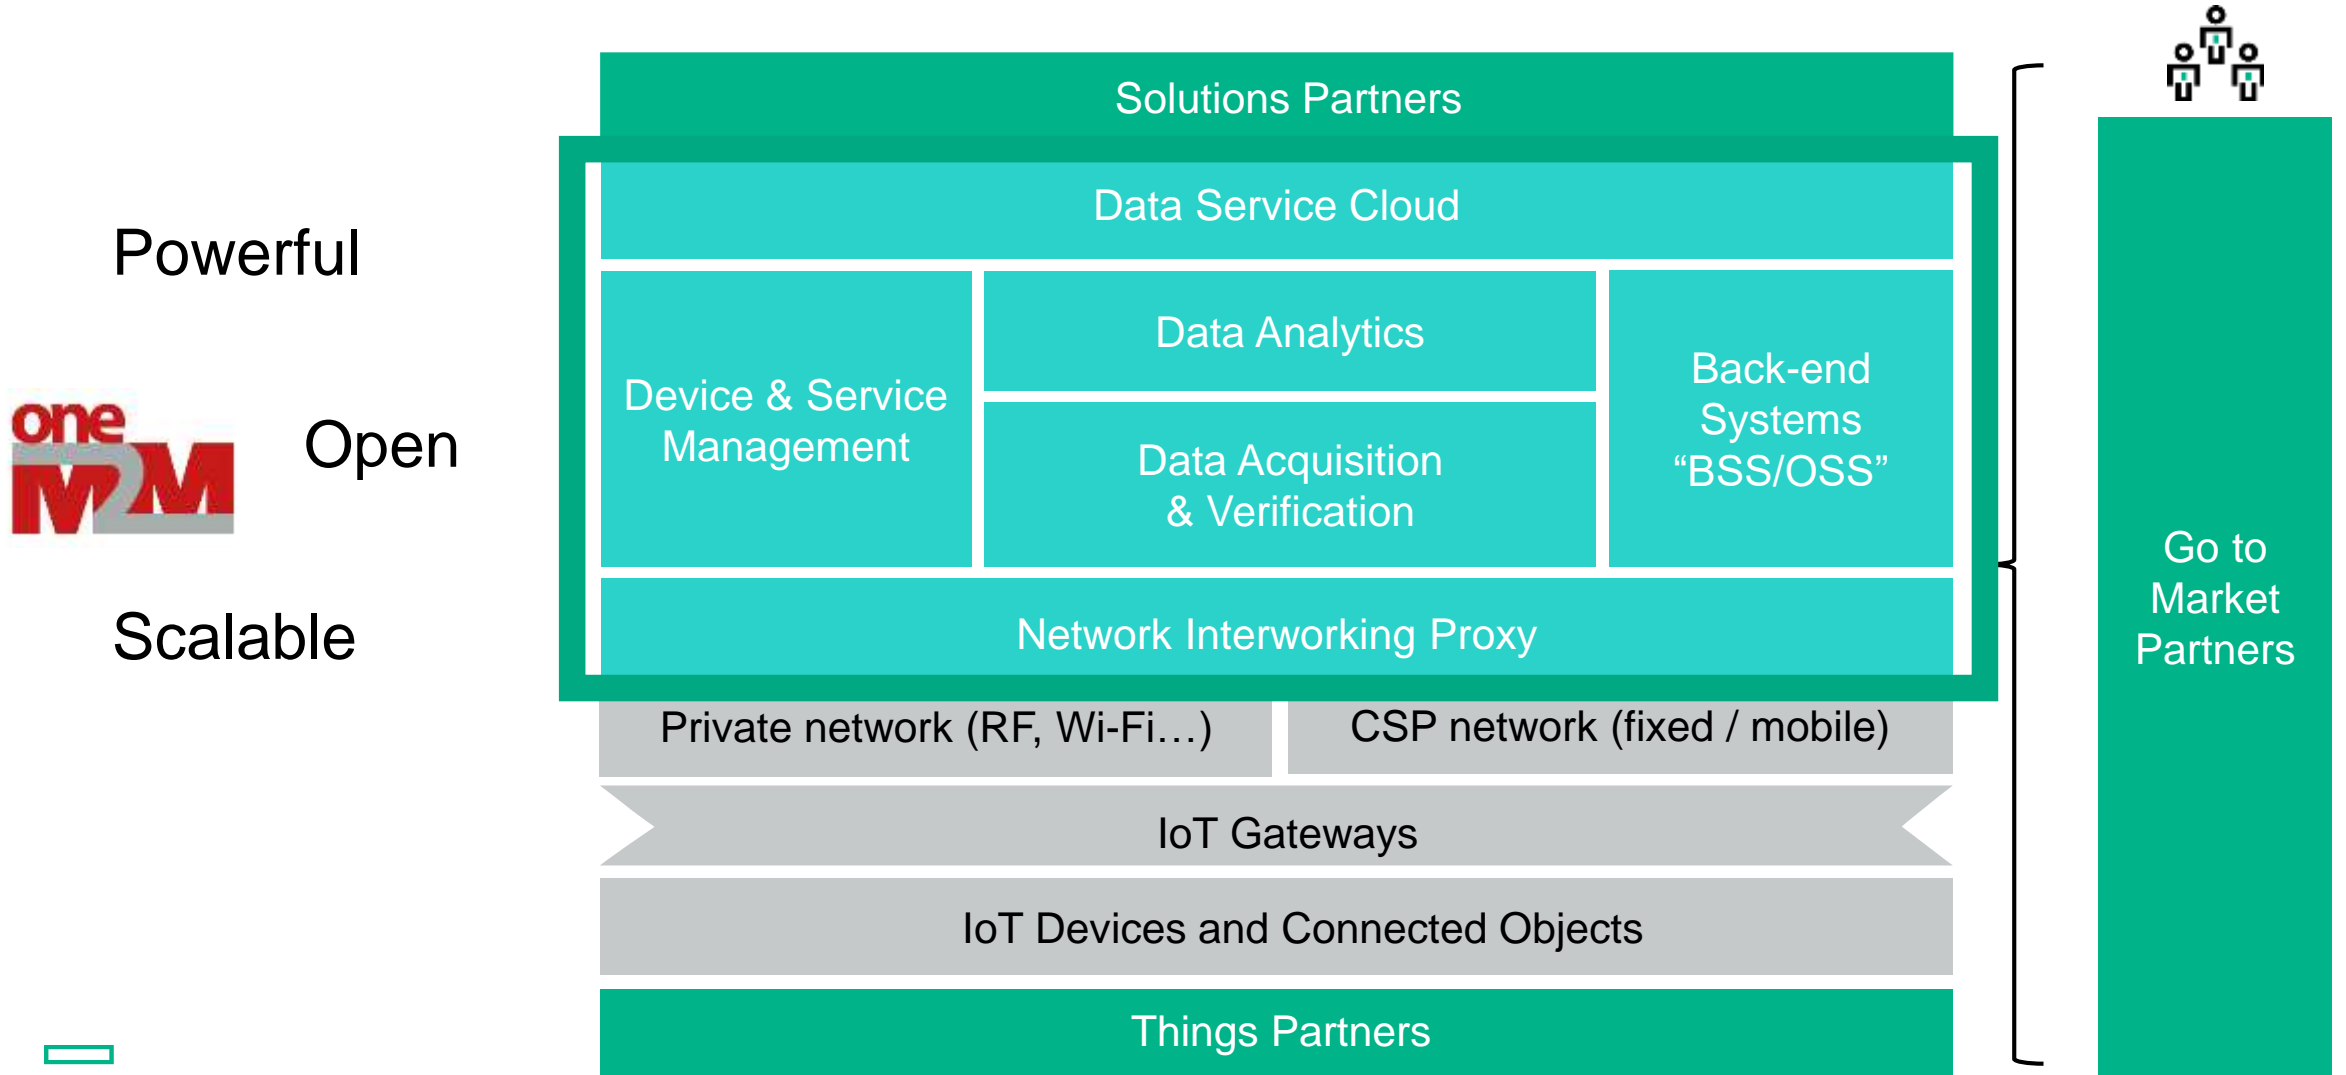 Solutions Partners
Data Service Cloud
Powerful
Data Analytics
Device & Service
Management
Back-end
Systems
“BSS/OSS”
one
M2M
Open
Data Acquisition
& Verification
Go to
Market
Partners
Scalable
Network Interworking Proxy
Private network (RF, Wi-Fi…)
CSP network (fixed / mobile)
IoT Gateways
IoT Devices and Connected Objects
Things Partners